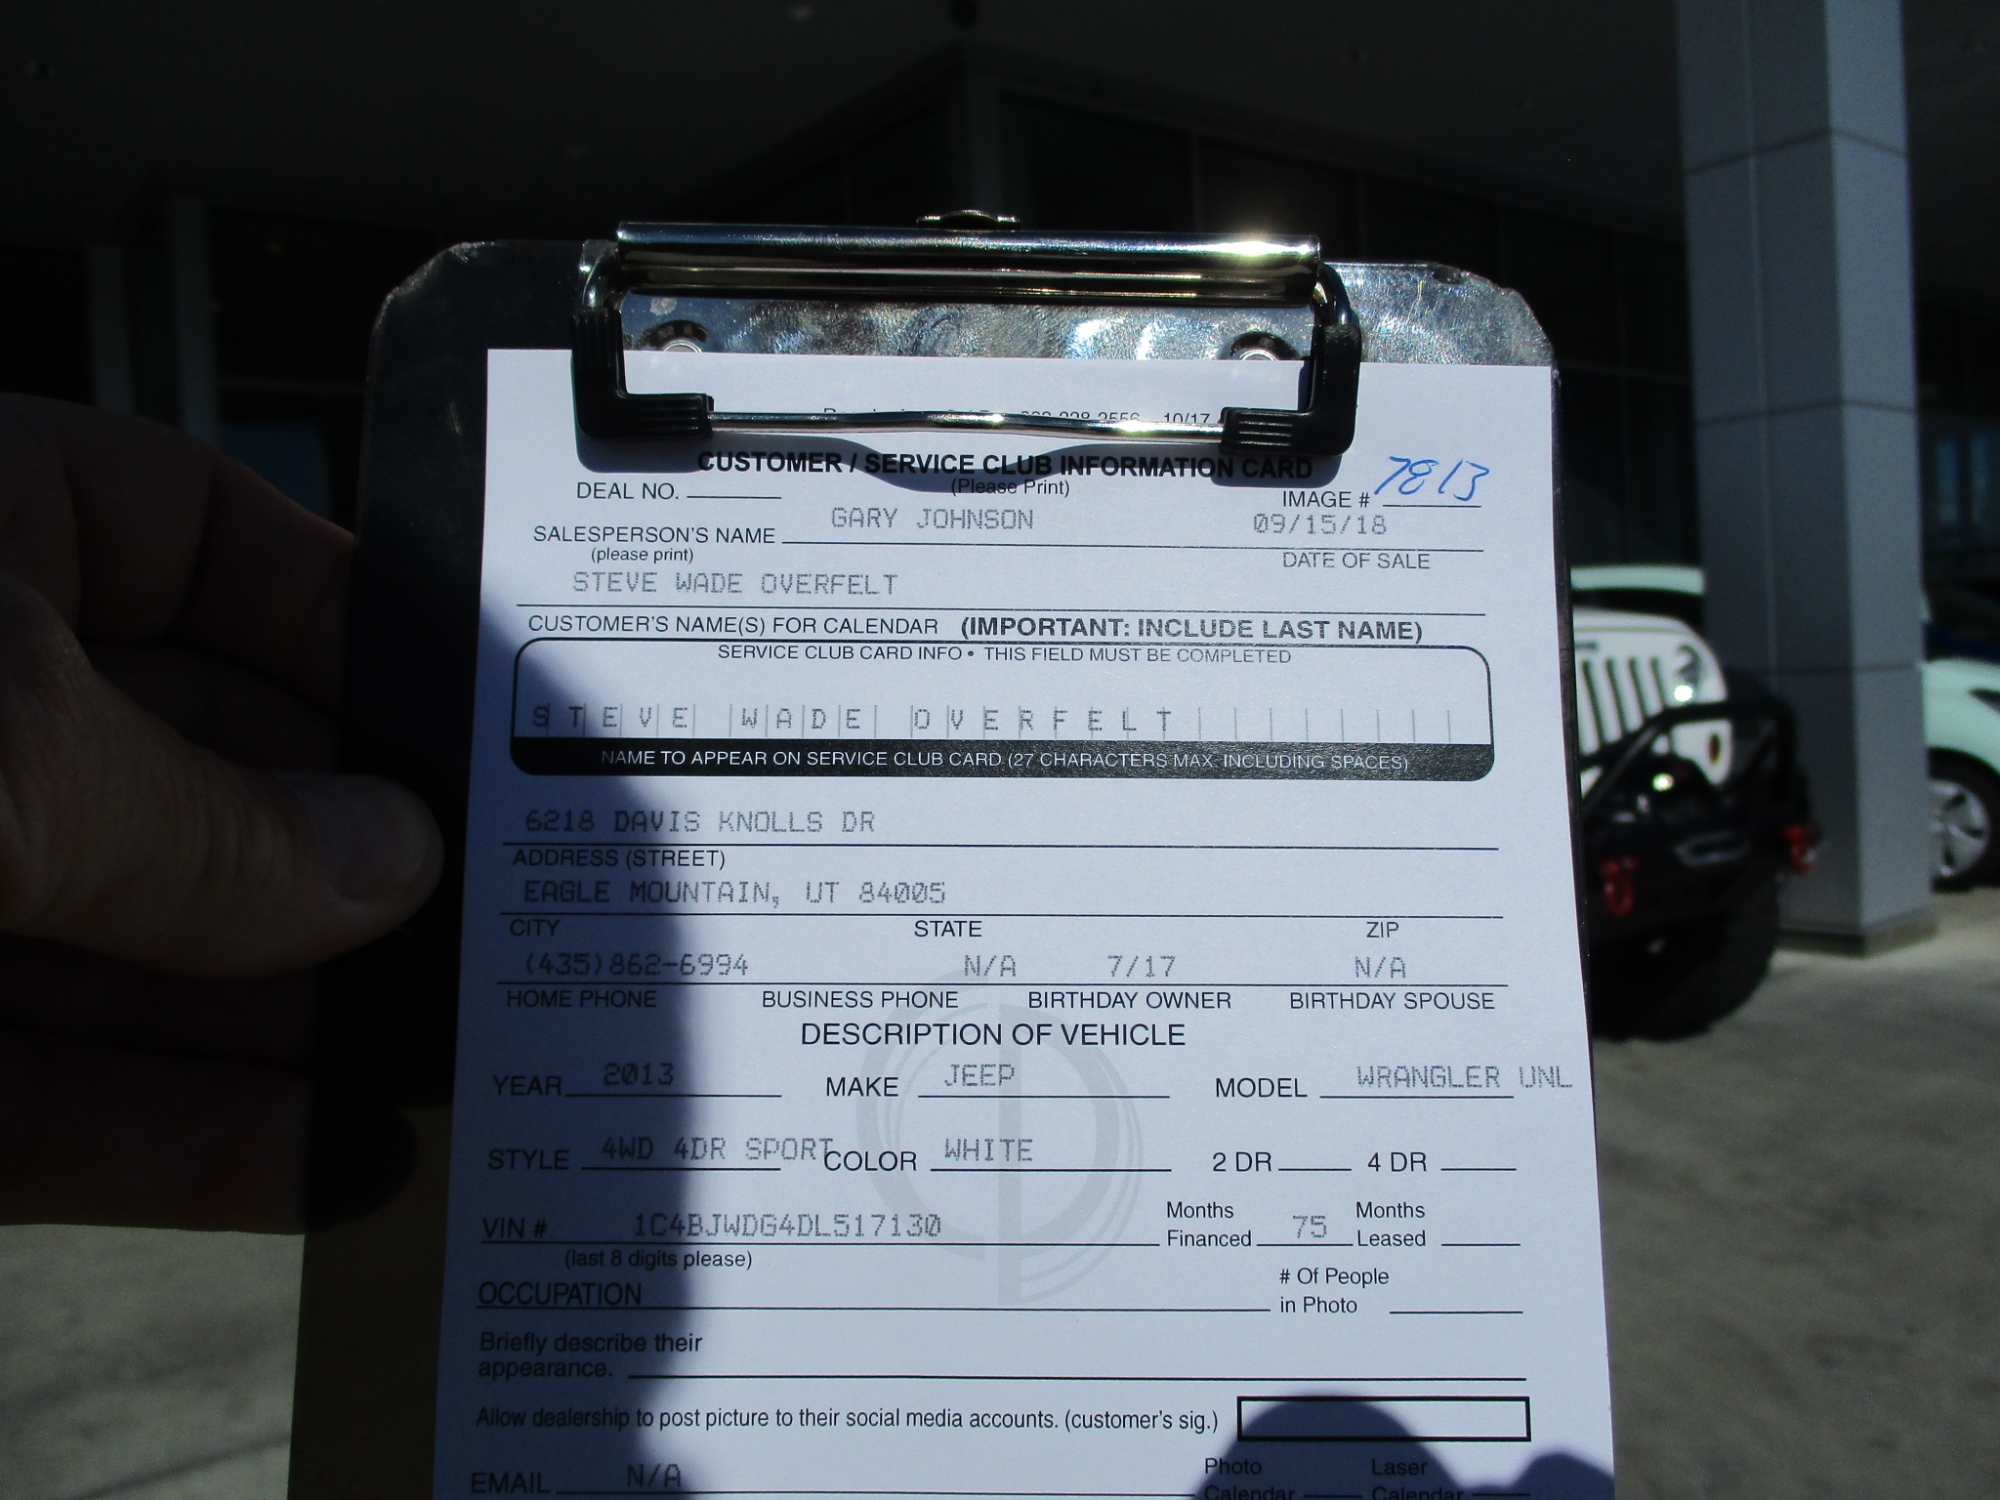 10/17
CUSTOMER / SERVICE CLUB INFORMATION CARD
(Please Print)
DEAL NO. IMAGE # 7813
GARY JOHNSON 09/15/18
SALESPERSON'S NAME
(please print) DATE OF SALE
STEVE WADE OVERFELT
CUSTOMER'S NAME(S) FOR CALENDAR (IMPORTANT: INCLUDE LAST NAME)
SERVICE CLUB CARD INFO • THIS FIELD MUST BE COMPLETED
STEVE WADE OVERFELT
NAME TO APPEAR ON SERVICE CLUB CARD (27 CHARACTERS MAX. INCLUDING SPACES)
6218 DAVIS KNOLLS DR
ADDRESS (STREET)
EAGLE MOUNTAIN, UT 84005
CITY STATE ZIP
(435)862-6994 N/A 7/17 N/A
HOME PHONE BUSINESS PHONE BIRTHDAY OWNER BIRTHDAY SPOUSE
DESCRIPTION OF VEHICLE
YEAR 2013 MAKE JEEP MODEL WRANGLER UNL
STYLE 4WD 4DR SPORT COLOR WHITE 2 DR 4 DR
VIN # 1C4BJWDG4DL517130 Months Financed 75 Months Leased
(last 8 digits please)
OCCUPATION # Of People in Photo
Briefly describe their
appearance.
Allow dealership to post picture to their social media accounts. (customer's sig.)
EMAIL N/A Photo Calendar Laser Calendar